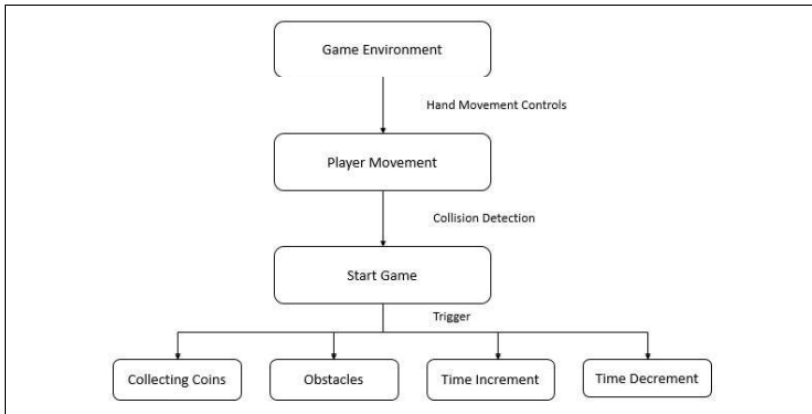 Game Environment
Hand Movement Controls
Player Movement
Collision Detection
Start Game
Trigger
Collecting Coins
Obstacles
Time Increment
Time Decrement